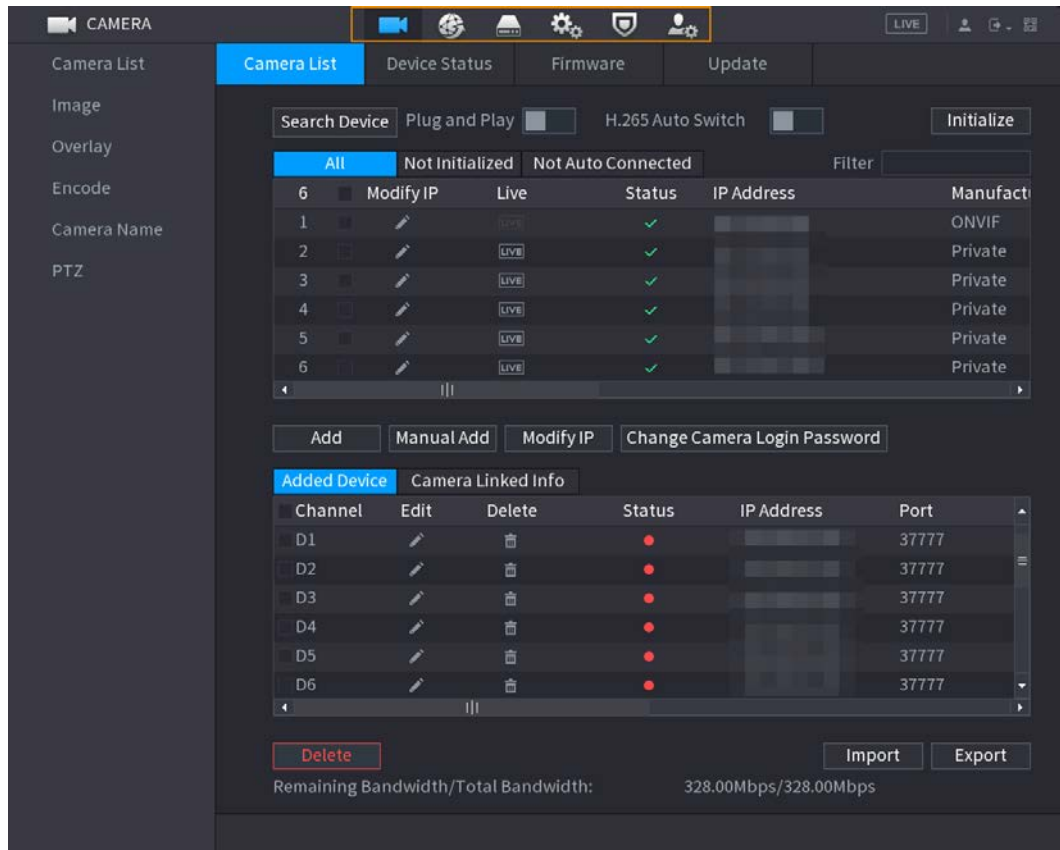 CAMERA LIVE
Camera List Camera List Device Status Firmware Update
Image
Search Device Plug and Play H.265 Auto Switch Initialize
Overlay
All Not Initialized Not Auto Connected Filter
Encode
6 Modify IP Live Status IP Address Manufact
1 LIVE ONVIF
Camera Name
2 LIVE Private
PTZ
3 LIVE Private
4 LIVE Private
5 LIVE Private
6 LIVE Private
Add Manual Add Modify IP Change Camera Login Password
Added Device Camera Linked Info
Channel Edit Delete Status IP Address Port
D1 37777
D2 37777
D3 37777
D4 37777
D5 37777
D6 37777
Delete Import Export
Remaining Bandwidth/Total Bandwidth: 328.00Mbps/328.00Mbps